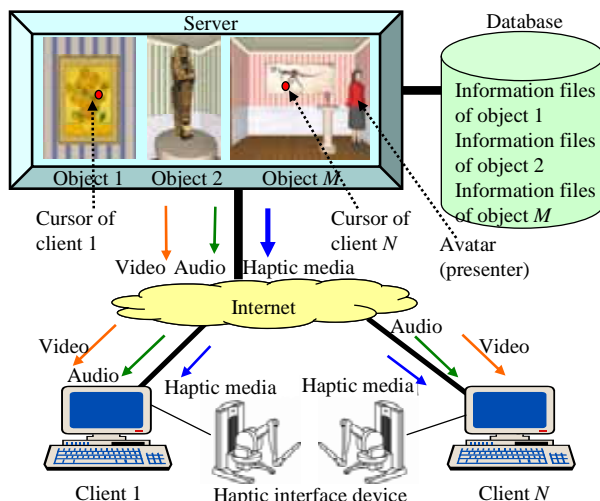 Server
Database
Information files
of object 1
Information files
of object 2
Information files
of object M
Object 1
Object 2
Object M
Cursor of
client 1
Cursor of
client N
Avatar
(presenter)
Video
Audio
Haptic media
Internet
Video
Audio
Haptic media
Haptic media
Audio
Video
Client 1
Haptic interface device
Client N